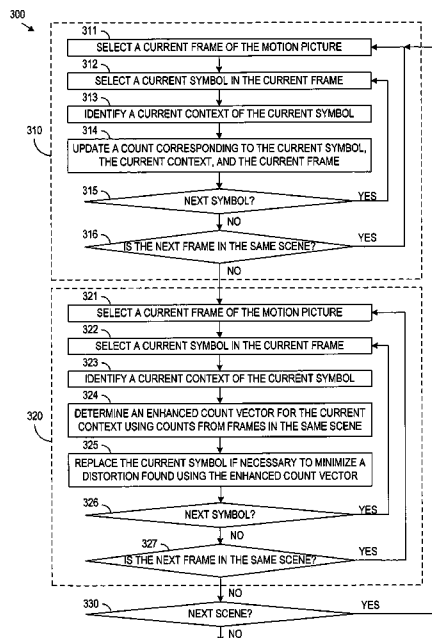 300
311
SELECT A CURRENT FRAME OF THE MOTION PICTURE
312
SELECT A CURRENT SYMBOL IN THE CURRENT FRAME
313
IDENTIFY A CURRENT CONTEXT OF THE CURRENT SYMBOL
314
UPDATE A COUNT CORRESPONDING TO THE CURRENT SYMBOL,
THE CURRENT CONTEXT, AND THE CURRENT FRAME
310
315
NEXT SYMBOL?
YES
NO
316
IS THE NEXT FRAME IN THE SAME SCENE?
YES
NO
321
SELECT A CURRENT FRAME OF THE MOTION PICTURE
322
SELECT A CURRENT SYMBOL IN THE CURRENT FRAME
323
IDENTIFY A CURRENT CONTEXT OF THE CURRENT SYMBOL
324
DETERMINE AN ENHANCED COUNT VECTOR FOR THE CURRENT
CONTEXT USING COUNTS FROM FRAMES IN THE SAME SCENE
320
325
REPLACE THE CURRENT SYMBOL IF NECESSARY TO MINIMIZE A
DISTORTION FOUND USING THE ENHANCED COUNT VECTOR
326
NEXT SYMBOL?
YES
NO
327
IS THE NEXT FRAME IN THE SAME SCENE?
YES
NO
330
NEXT SCENE?
YES
NO